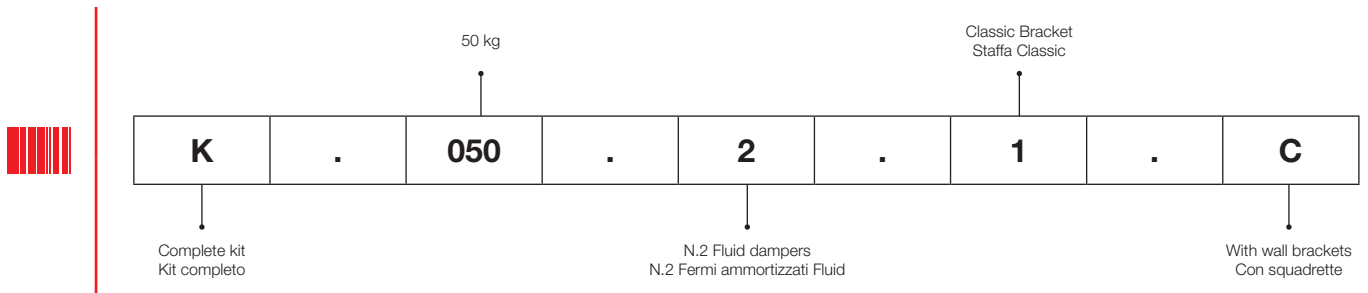 50 kg
Classic Bracket
Staffa Classic
K . 050 . 2 . 1 . C
Complete kit
Kit completo
N.2 Fluid dampers
N.2 Fermi ammortizzati Fluid
With wall brackets
Con squadrette